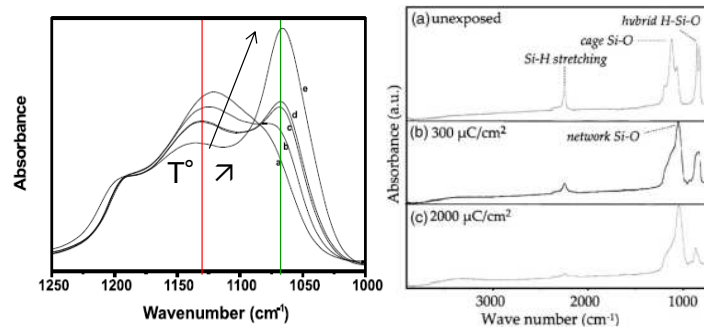 Absorbance
T°
a
b
c
d
e
1250 1200 1150 1100 1050 1000
Wavenumber (cm⁻¹)
Absorbance (a.u.)
(a) unexposed
hybrid H-Si-O
cage Si-O
Si-H stretching
(b) 300 μC/cm²
network Si-O
(c) 2000 μC/cm²
3000 2000 1000
Wave number (cm⁻¹)